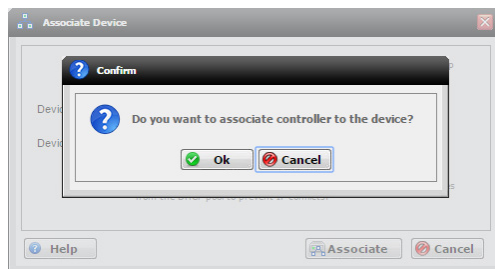 Associate Device
Confirm
Do you want to associate controller to the device?
Ok
Cancel
Help
Associate
Cancel